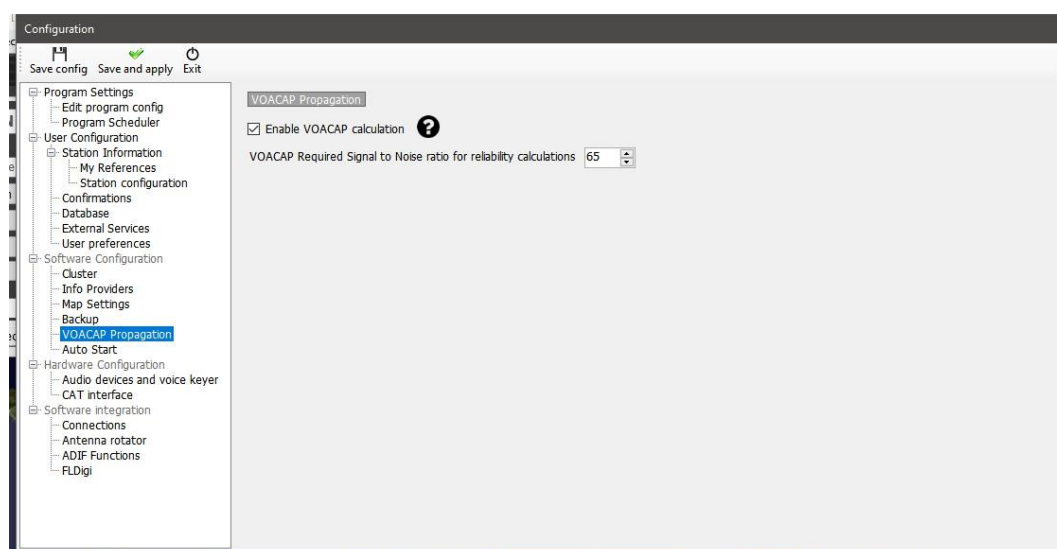 Configuration
Save config Save and apply Exit
Program Settings
Edit program config
Program Scheduler
User Configuration
Station Information
My References
Station configuration
Confirmations
Database
External Services
User preferences
Software Configuration
Cluster
Info Providers
Map Settings
Backup
VOACAP Propagation
Auto Start
Hardware Configuration
Audio devices and voice keyer
CAT interface
Software integration
Connections
Antenna rotator
ADIF Functions
FLDigi
VOACAP Propagation
Enable VOACAP calculation ?
VOACAP Required Signal to Noise ratio for reliability calculations 65